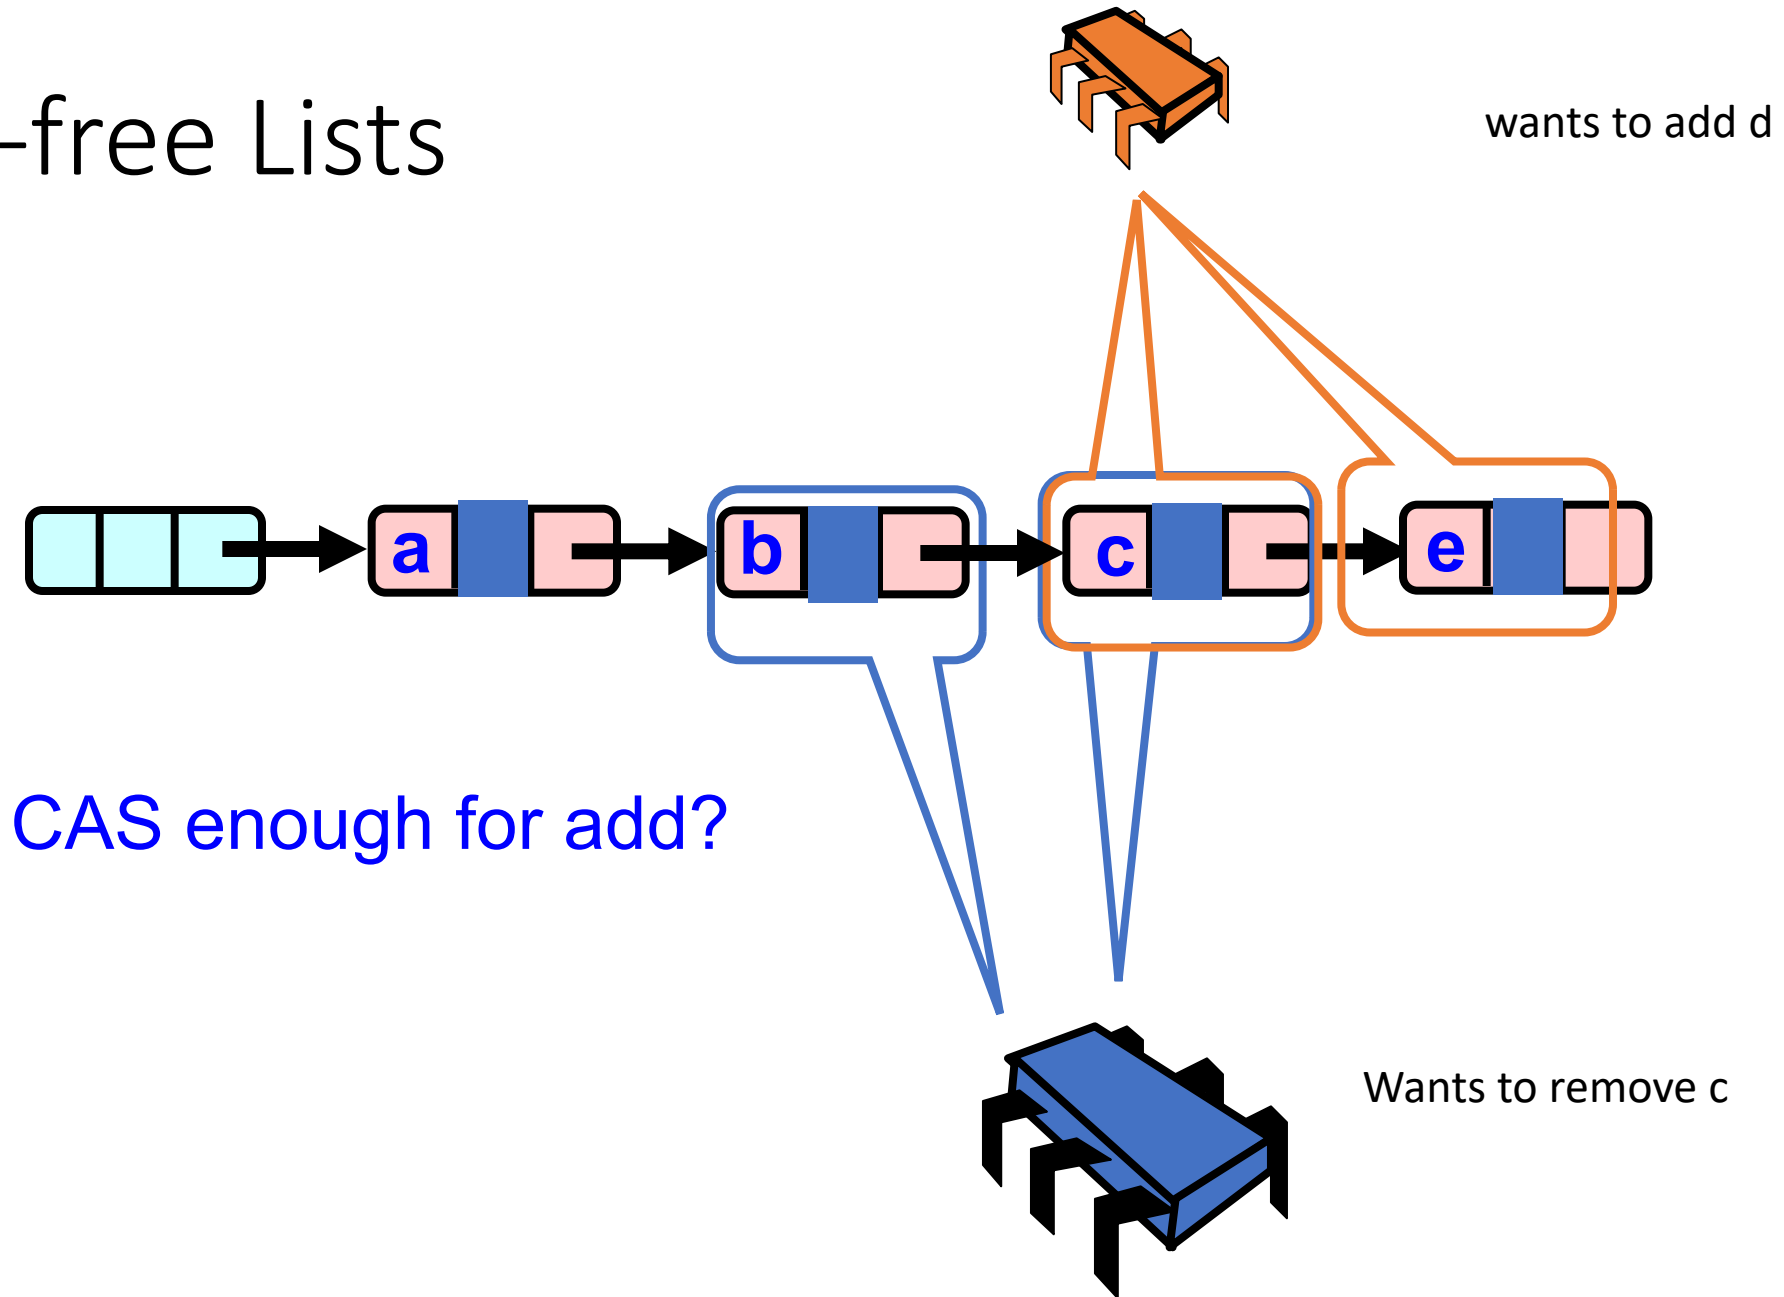 -free Lists
wants to add d
a b c e
CAS enough for add?
Wants to remove c